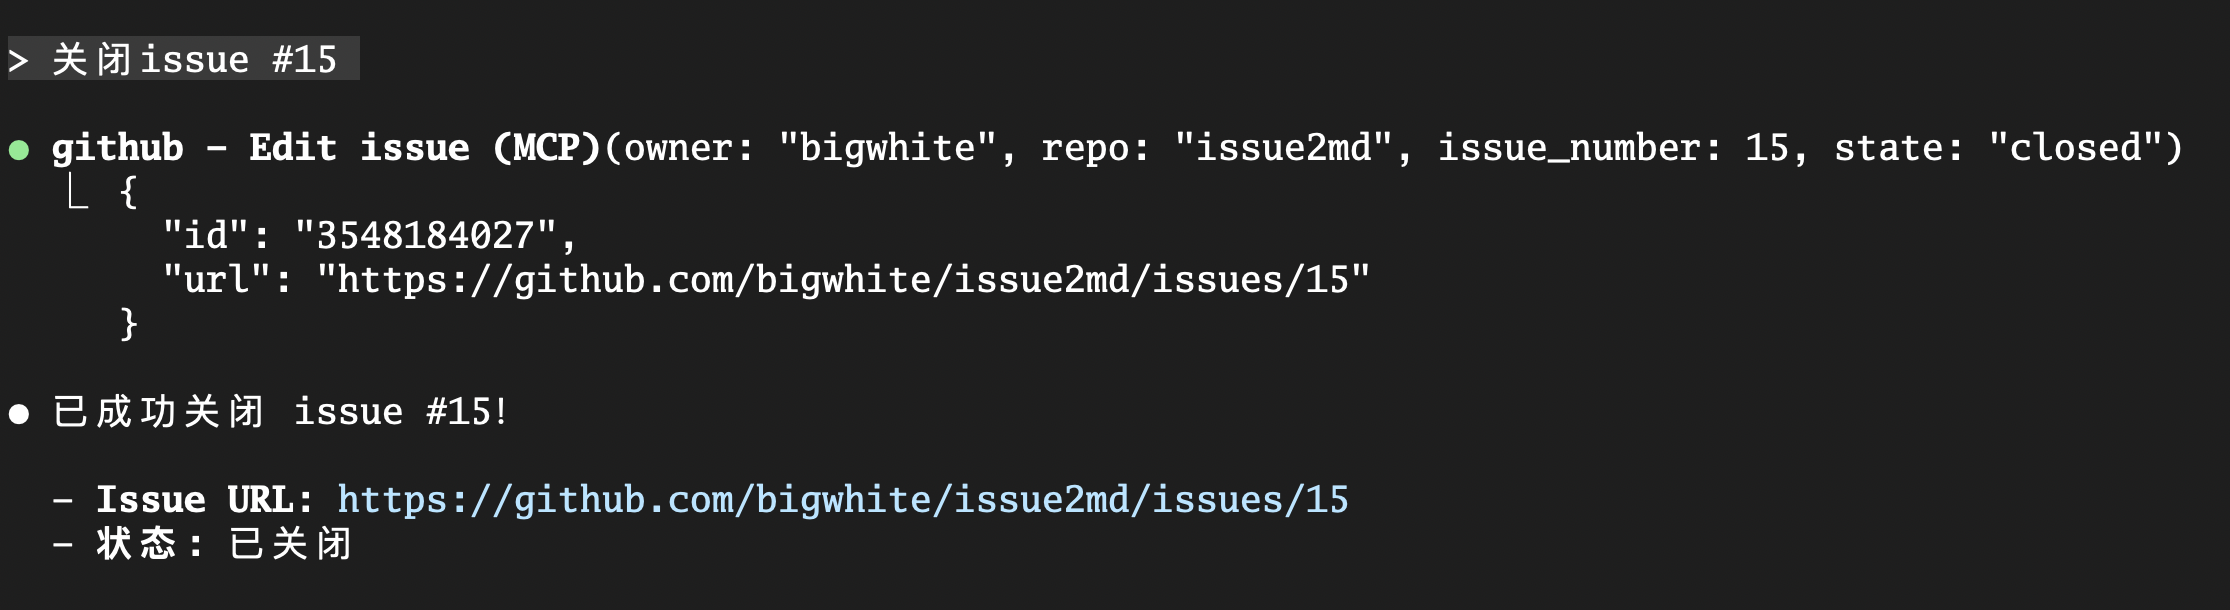 > 关闭issue #15
● github - Edit issue (MCP)(owner: "bigwhite", repo: "issue2md", issue_number: 15, state: "closed")
⎿ {
"id": "3548184027",
"url": "https://github.com/bigwhite/issue2md/issues/15"
}
● 已成功关闭 issue #15!
- Issue URL: https://github.com/bigwhite/issue2md/issues/15
- 状态: 已关闭